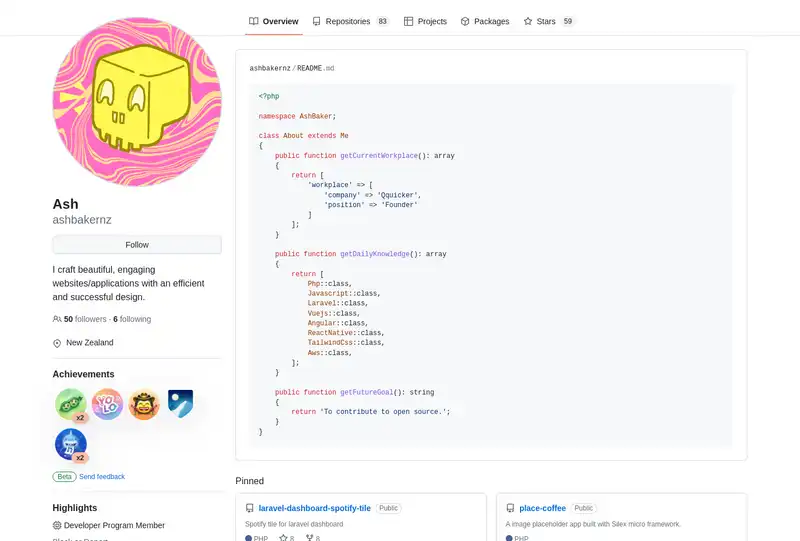 Overview
Repositories 83
Projects
Packages
Stars 59
Ash
ashbakernz
Follow
I craft beautiful, engaging
websites/applications with an efficient
and successful design.
50 followers · 6 following
New Zealand
Achievements
x2
YOLO
x2
Beta Send feedback
Highlights
Developer Program Member
Block or Report
ashbakernz/README.md
<?php
namespace AshBaker;
class About extends Me
{
public function getCurrentWorkplace(): array
{
return [
'workplace' => [
'company' => 'Qquicker',
'position' => 'Founder'
]
];
}
public function getDailyKnowledge(): array
{
return [
Php::class,
Javascript::class,
Laravel::class,
Vuejs::class,
Angular::class,
ReactNative::class,
TailwindCss::class,
Aws::class,
];
}
public function getFutureGoal(): string
{
return 'To contribute to open source.';
}
}
Pinned
laravel-dashboard-spotify-tile Public
Spotify tile for laravel dashboard
PHP 8 8
place-coffee Public
A image placeholder app built with Silex micro framework.
PHP